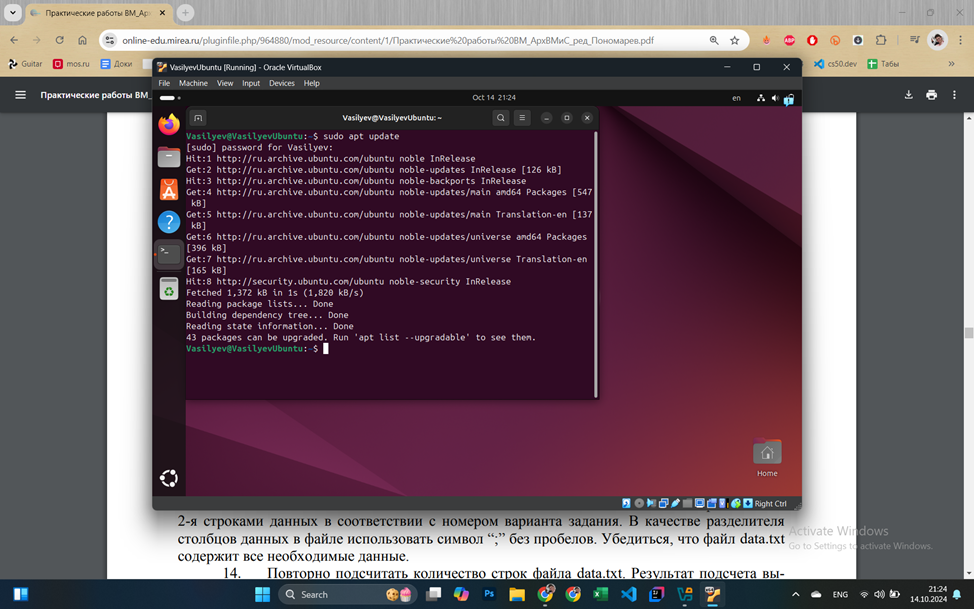 Практические работы ВМ_Арх
online-edu.mirea.ru/pluginfile.php/964880/mod_resource/content/1/Практические%20работы%20ВМ_АрхВМиС_ред_Пономарев.pdf
ABP
Guitar
mos.ru
Доки
cs50.dev
Табы
Практические работы ВМ_
VasilyevUbuntu [Running] - Oracle VirtualBox
File Machine View Input Devices Help
Oct 14 21:24
en
Vasilyev@VasilyevUbuntu: ~
Vasilyev@VasilyevUbuntu:~$ sudo apt update
[sudo] password for Vasilyev:
Hit:1 http://ru.archive.ubuntu.com/ubuntu noble InRelease
Get:2 http://ru.archive.ubuntu.com/ubuntu noble-updates InRelease [126 kB]
Hit:3 http://ru.archive.ubuntu.com/ubuntu noble-backports InRelease
Get:4 http://ru.archive.ubuntu.com/ubuntu noble-updates/main amd64 Packages [547
kB]
Get:5 http://ru.archive.ubuntu.com/ubuntu noble-updates/main Translation-en [137
kB]
Get:6 http://ru.archive.ubuntu.com/ubuntu noble-updates/universe amd64 Packages
[396 kB]
Get:7 http://ru.archive.ubuntu.com/ubuntu noble-updates/universe Translation-en
[165 kB]
Hit:8 http://security.ubuntu.com/ubuntu noble-security InRelease
Fetched 1,372 kB in 1s (1,820 kB/s)
Reading package lists... Done
Building dependency tree... Done
Reading state information... Done
43 packages can be upgraded. Run 'apt list --upgradable' to see them.
Vasilyev@VasilyevUbuntu:~$
Home
Right Ctrl
2-я строками данных в соответствии с номером варианта задания. В качестве разделителя
столбцов данных в файле использовать символ “;” без пробелов. Убедиться, что файл data.txt
содержит все необходимые данные.
14. Повторно подсчитать количество строк файла data.txt. Результат подсчета вы-
Activate Windows
Go to Settings to activate Windows.
Search
Ps
ENG
21:24
14.10.2024